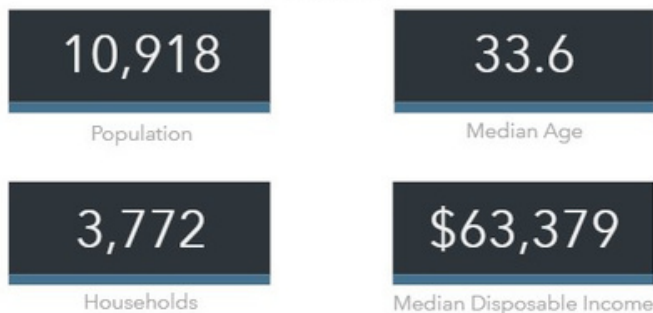 10,918
33.6
Population
Median Age
3,772
$63,379
Households
Median Disposable Income